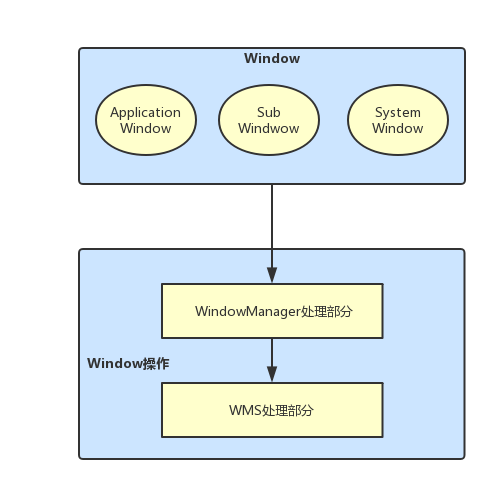 Window
Application
Window
Sub
Windwow
System
Window
WindowManager处理部分
Window操作
WMS处理部分